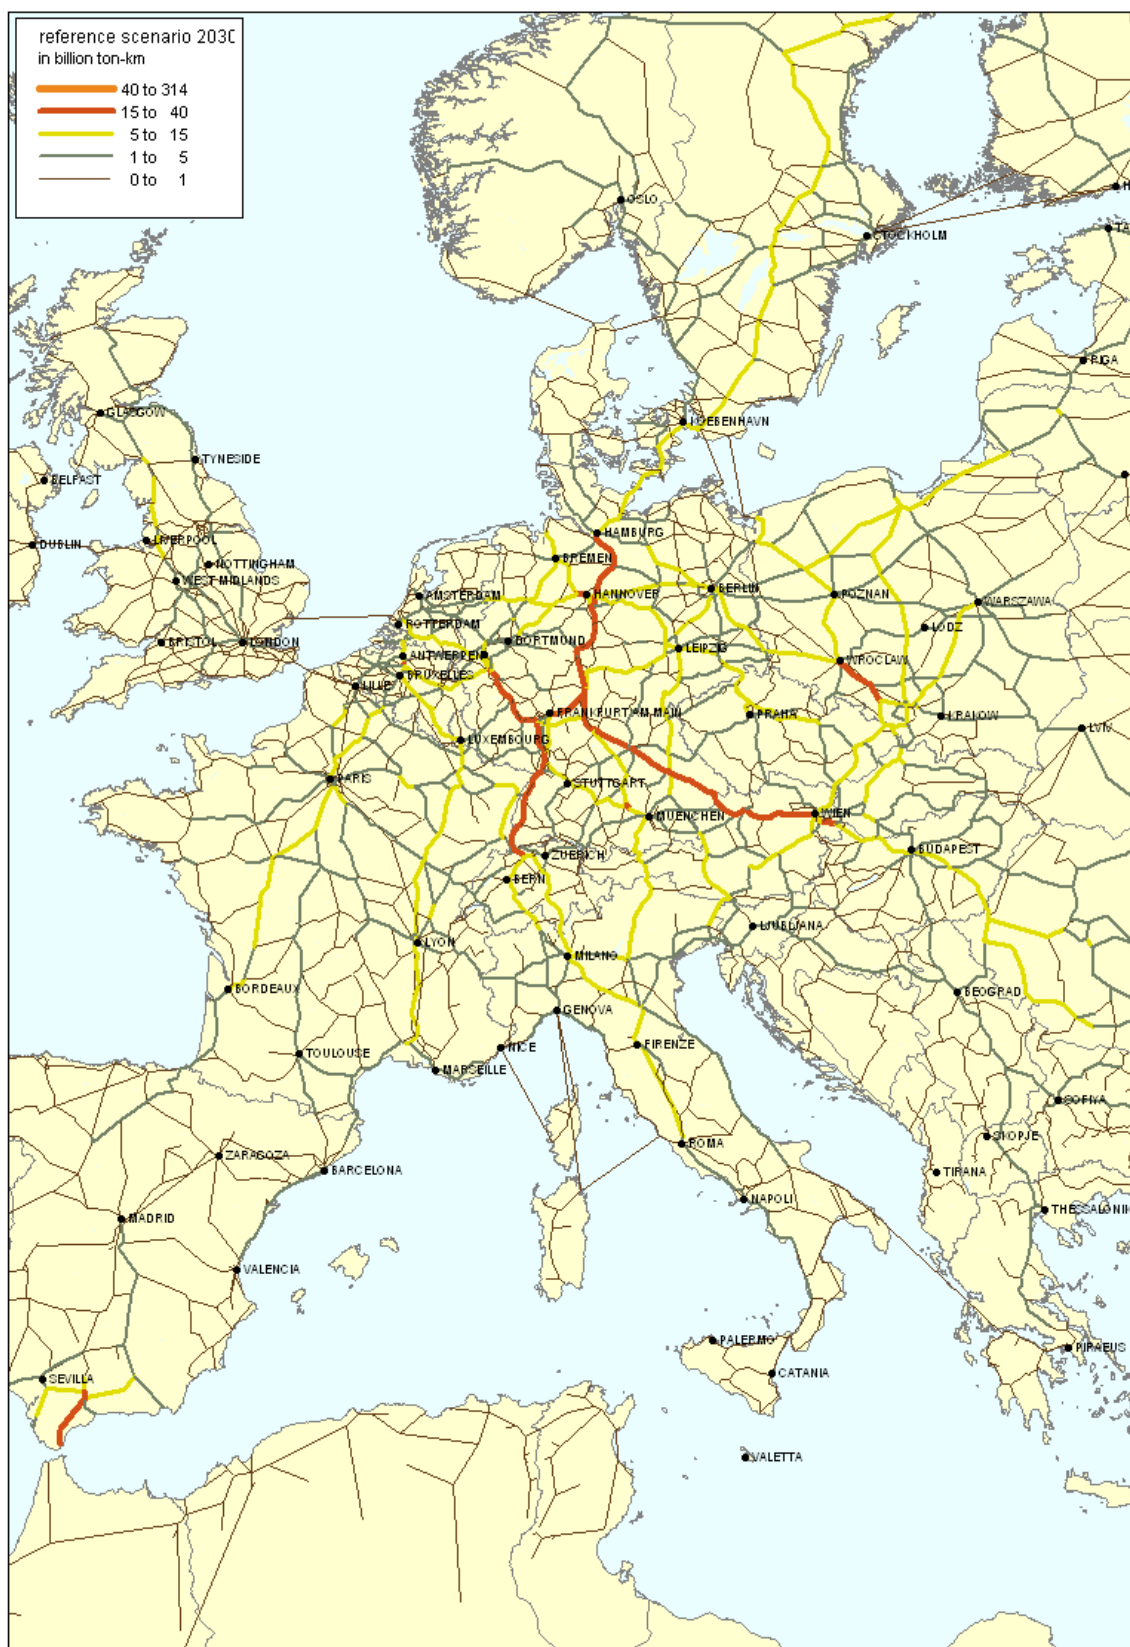 reference scenario 2030
in billion ton-km
40 to 314
15 to 40
5 to 15
1 to 5
0 to 1
OSLO
STOCKHOLM
H
TA
RIGA
GLASGOW
KOEBENHAVN
TYNESIDE
BELFAST
HAMBURG
LIVERPOOL
DUBLIN
BREMEN
NOTTINGHAM
WEST MIDLANDS
BERLIN
AMSTERDAM
HANNOVER
POZNAN
WARSZAWA
ROTTERDAM
LODZ
BRISTOL
LONDON
DORTMUND
LEIPZIG
ANTWERPEN
WROCLAW
BRUXELLES
LILLE
FRANKFURT AM MAIN
PRAHA
KRAKOW
LVIV
LUXEMBOURG
PARIS
STUTTGART
MUENCHEN
WIEN
BUDAPEST
ZUERICH
BERN
LJUBLJANA
LYON
MILANO
BORDEAUX
BEOGRAD
GENOVA
NICE
FIRENZE
TOULOUSE
MARSEILLE
SOFIYA
SKOPJE
ROMA
ZARAGOZA
BARCELONA
TIRANA
NAPOLI
THESSALONIK
MADRID
VALENCIA
PALERMO
PIRAEUS
CATANIA
SEVILLA
VALETTA